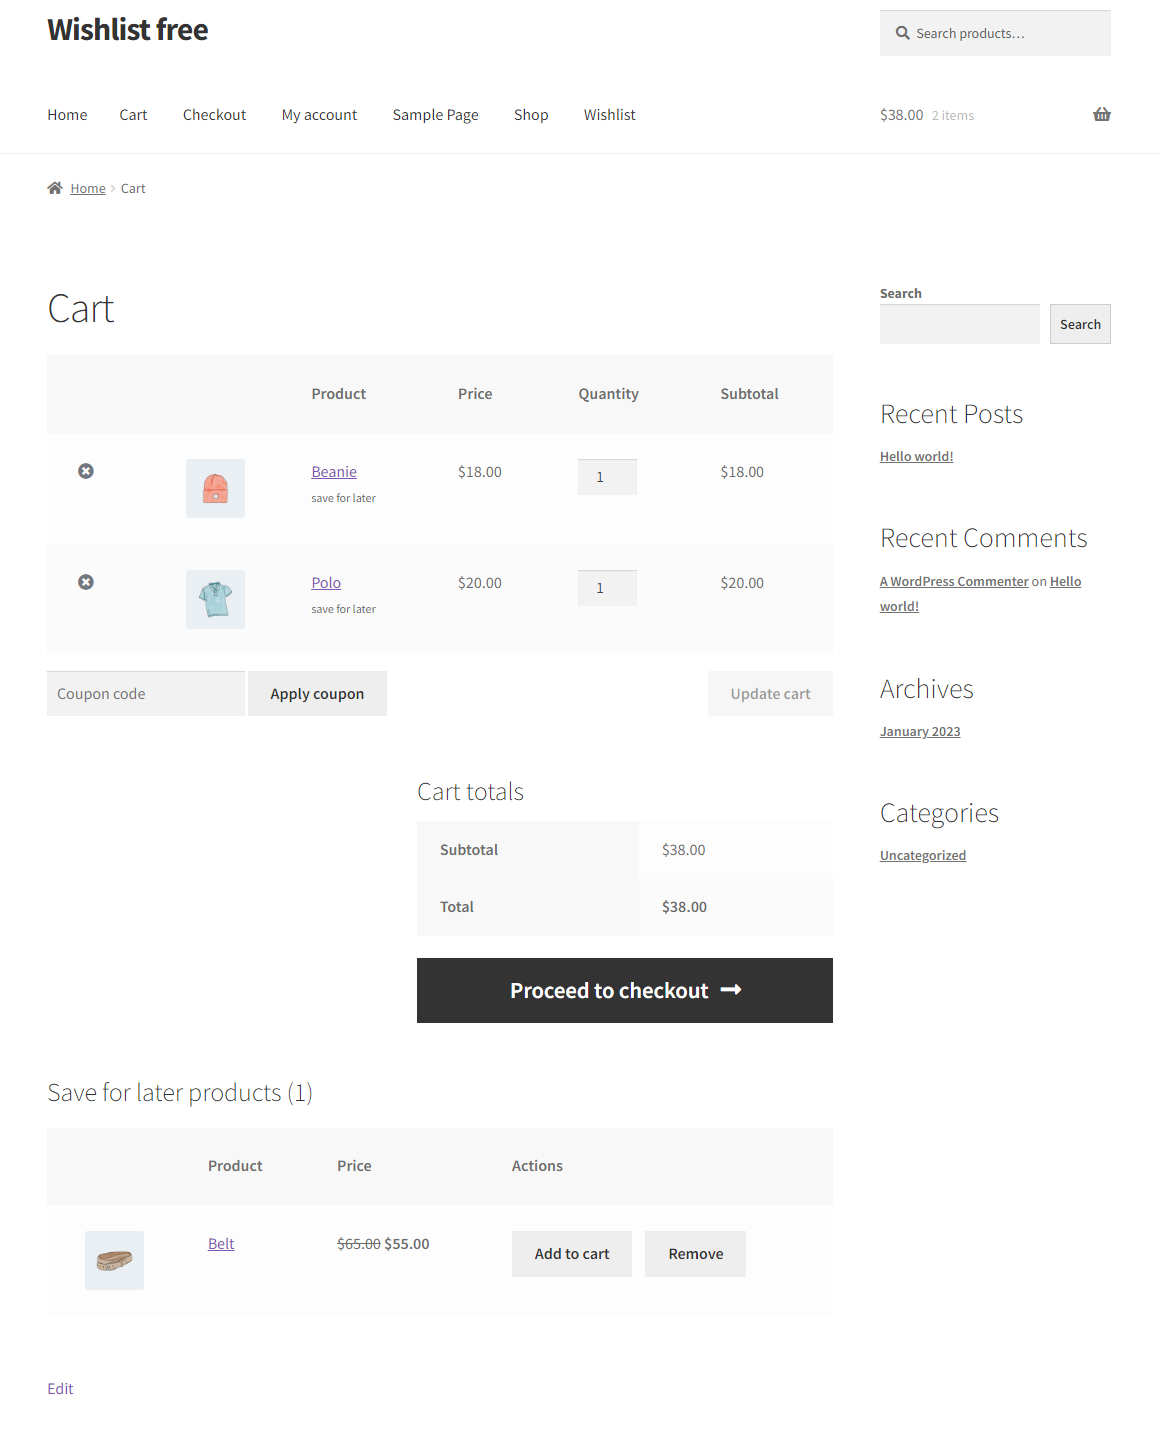 Wishlist free
Search products…
Home Cart Checkout My account Sample Page Shop Wishlist
$38.00 2 items
Home Cart
Cart
Product Price Quantity Subtotal
Beanie $18.00 1 $18.00
save for later
Polo $20.00 1 $20.00
save for later
Coupon code Apply coupon Update cart
Cart totals
Subtotal $38.00
Total $38.00
Proceed to checkout
Save for later products (1)
Product Price Actions
Belt $65.00 $55.00 Add to cart Remove
Edit
Search
Search
Recent Posts
Hello world!
Recent Comments
A WordPress Commenter on Hello
world!
Archives
January 2023
Categories
Uncategorized